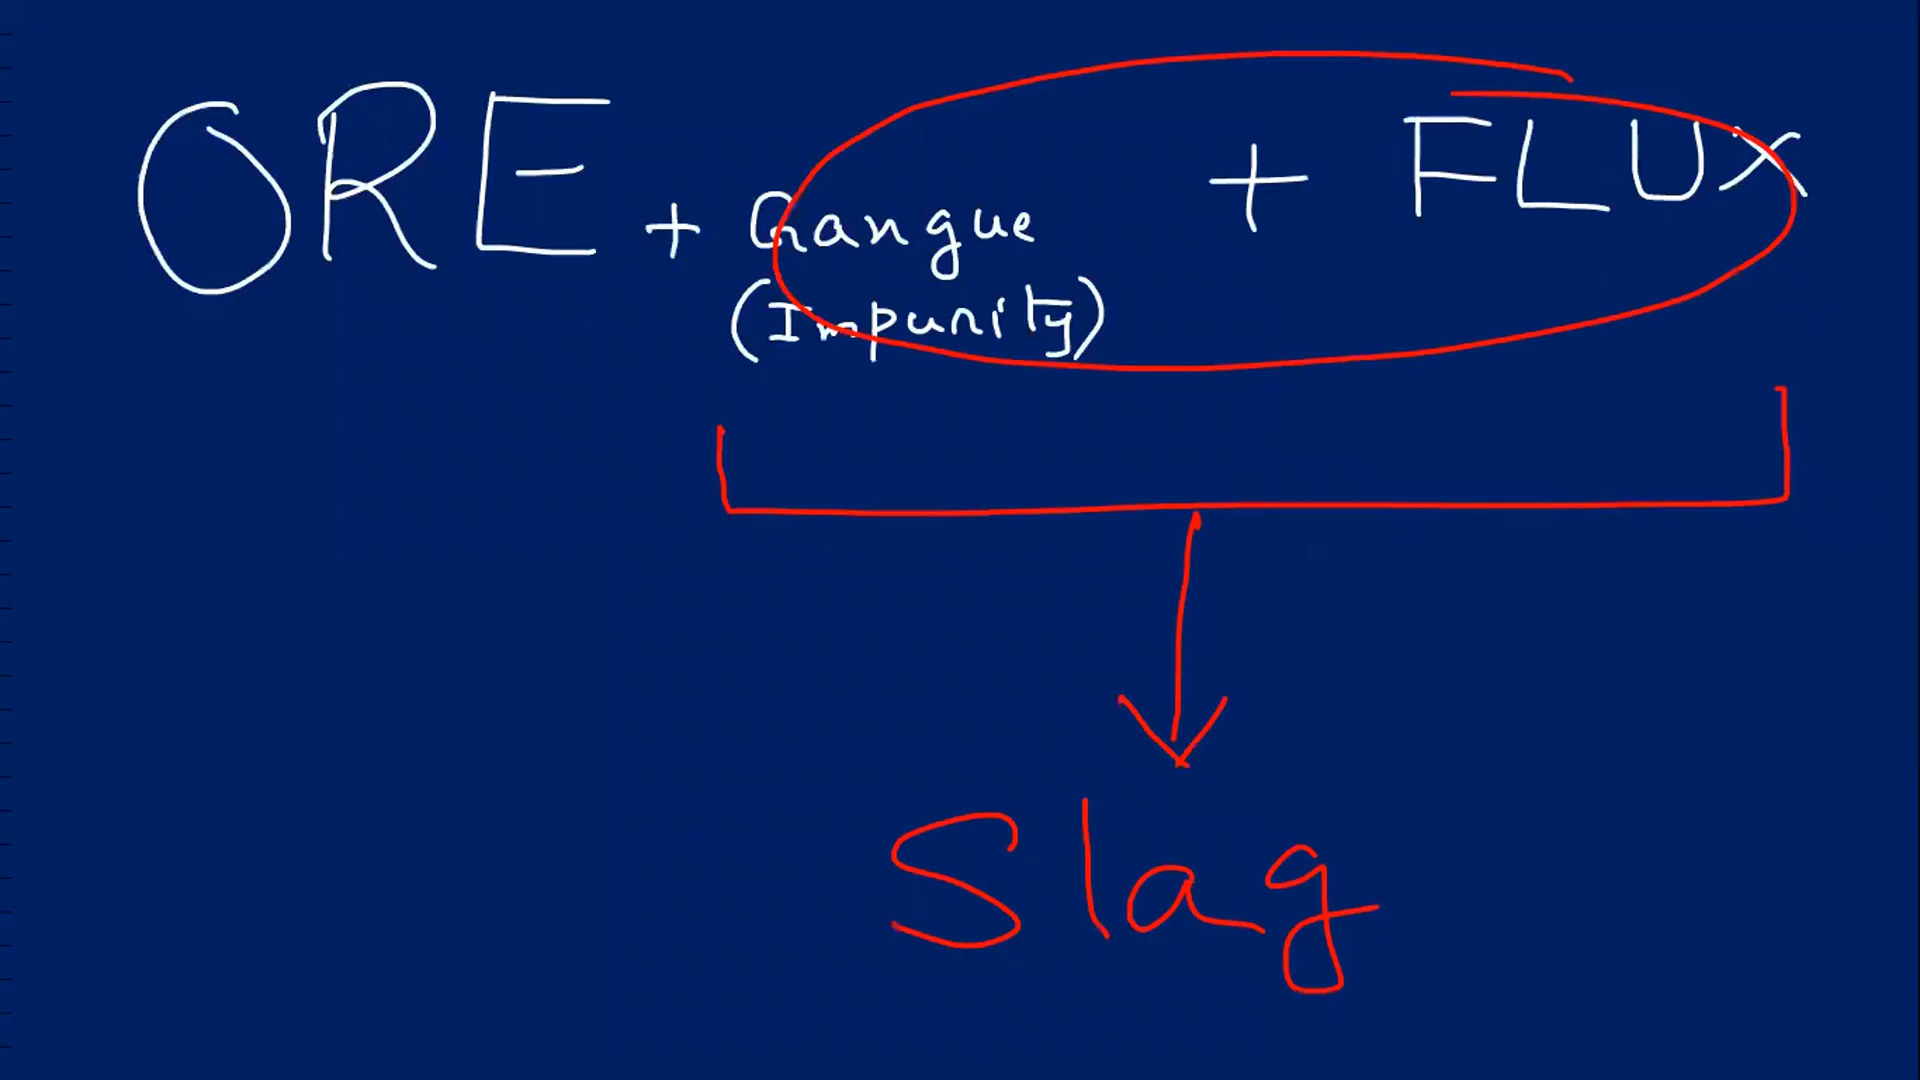 ORE + Gangue + FLUX
(Impurity)
Slag